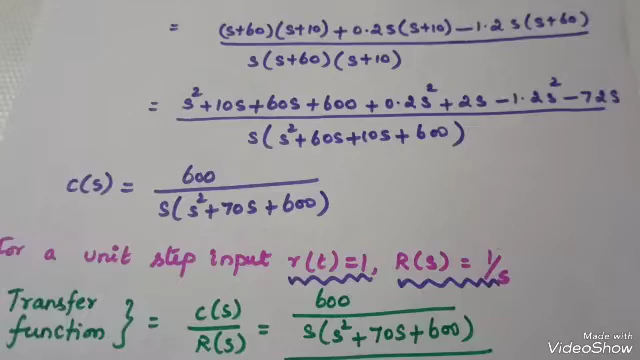 = (s+60)(s+10)+0.2s(s+10)-1.2s(s+60) / s(s+60)(s+10)
= s²+10s+60s+600+0.2s²+2s-1.2s²-72s / s(s²+60s+10s+600)
c(s) = 600 / s(s²+70s+600)
For a unit step input r(t)=1, R(s)=1/s
Transfer function } = c(s)/R(s) = 600 / s(s²+70s+600)
Made with
VideoShow